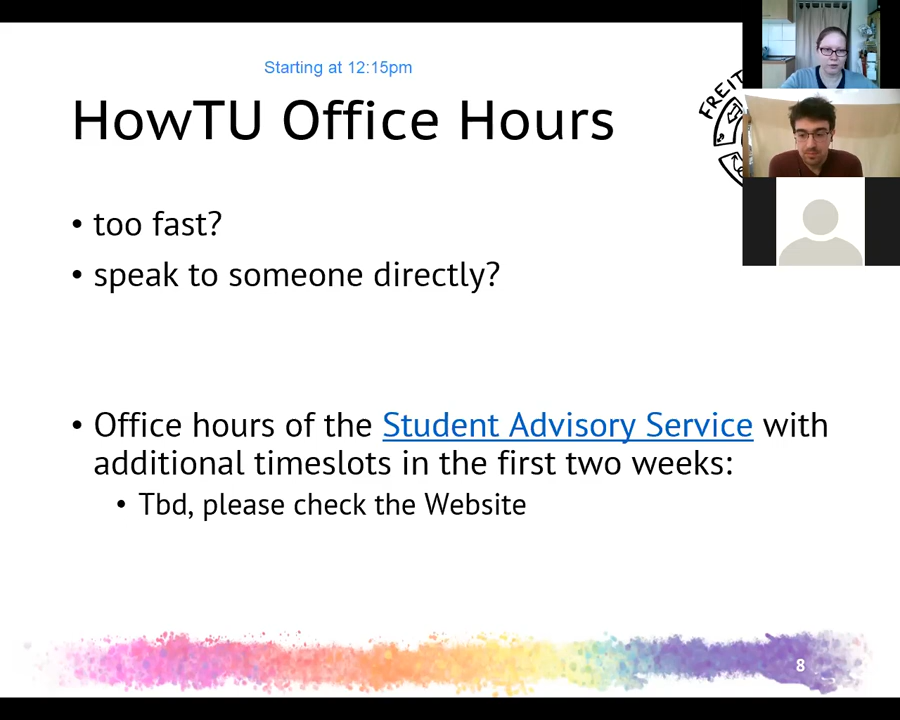 Starting at 12:15pm
HowTU Office Hours
FREIT
• too fast?
• speak to someone directly?
• Office hours of the Student Advisory Service with
additional timeslots in the first two weeks:
• Tbd, please check the Website
8